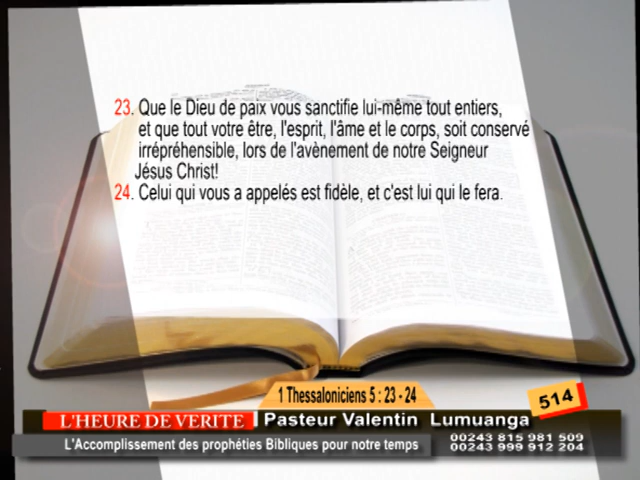 23. Que le Dieu de paix vous sanctifie lui-même tout entiers,
et que tout votre être, l'esprit, l'âme et le corps, soit conservé
irrépréhensible, lors de l'avènement de notre Seigneur
Jésus Christ!
24. Celui qui vous a appelés est fidèle, et c'est lui qui le fera.
1 Thessaloniciens 5 : 23 - 24
514
L'HEURE DE VERITE Pasteur Valentin Lumuanga
L'Accomplissement des prophéties Bibliques pour notre temps
00243 815 981 509
00243 999 912 204